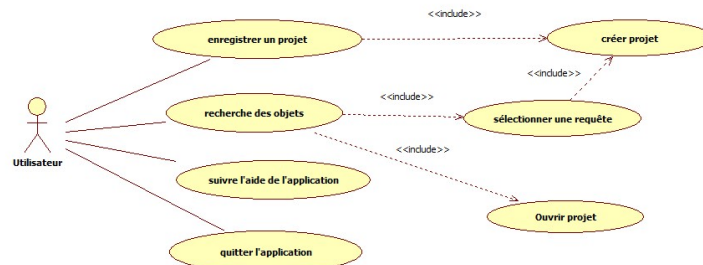 <<include>>
enregistrer un projet
créer projet
<<include>>
<<include>>
recherche des objets
sélectionner une requête
<<include>>
Utilisateur
suivre l'aide de l'application
Ouvrir projet
quitter l'application